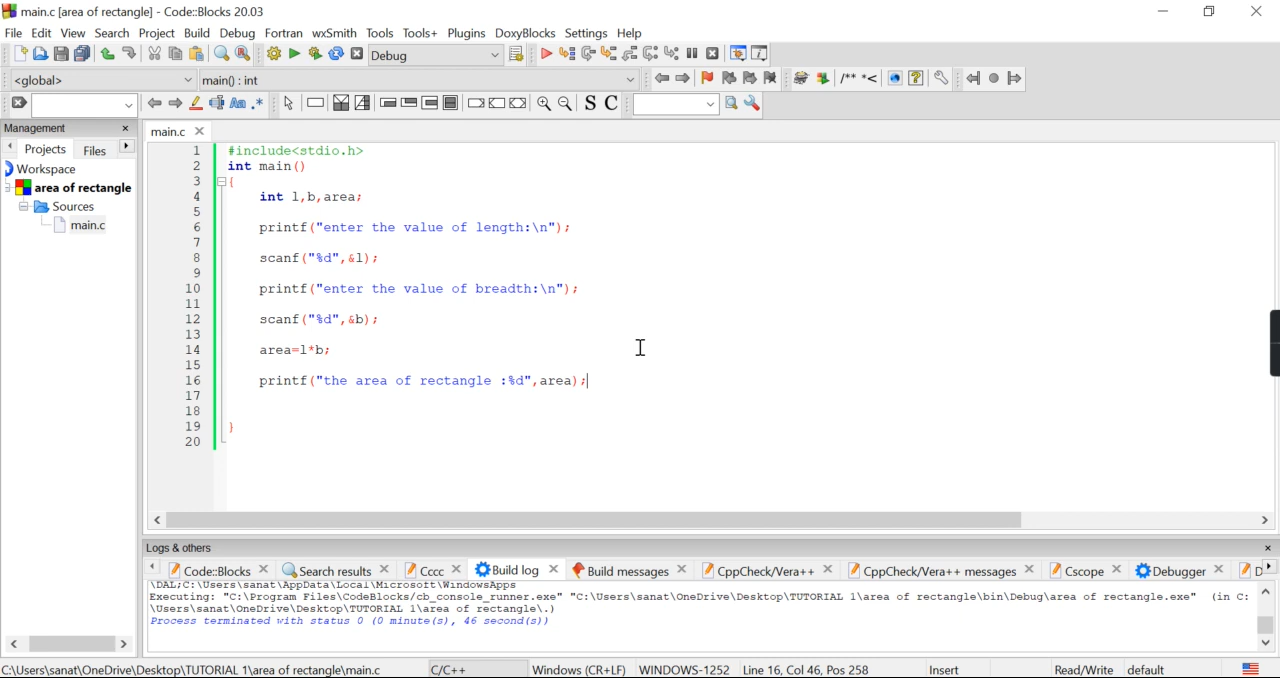 main.c [area of rectangle] - Code::Blocks 20.03
File Edit View Search Project Build Debug Fortran wxSmith Tools Tools+ Plugins DoxyBlocks Settings Help
Debug
<global> main() : int /** *<
Aa .* S C
Management
Projects Files
Workspace
area of rectangle
Sources
main.c
main.c
1 #include<stdio.h>
2 int main()
3 {
4 int l,b,area;
5
6 printf("enter the value of length:\n");
7
8 scanf("%d",&l);
9
10 printf("enter the value of breadth:\n");
11
12 scanf("%d",&b);
13
14 area=l*b;
15
16 printf("the area of rectangle :%d",area);
17
18
19 }
20
Logs & others
Code::Blocks Search results Cccc Build log Build messages CppCheck/Vera++ CppCheck/Vera++ messages Cscope Debugger D
\DAL;C:\Users\sanat\AppData\Local\Microsoft\WindowsApps
Executing: "C:\Program Files\CodeBlocks/cb_console_runner.exe" "C:\Users\sanat\OneDrive\Desktop\TUTORIAL 1\area of rectangle\bin\Debug\area of rectangle.exe" (in C:
\Users\sanat\OneDrive\Desktop\TUTORIAL 1\area of rectangle\.)
Process terminated with status 0 (0 minute(s), 46 second(s))
C:\Users\sanat\OneDrive\Desktop\TUTORIAL 1\area of rectangle\main.c C/C++ Windows (CR+LF) WINDOWS-1252 Line 16, Col 46, Pos 258 Insert Read/Write default